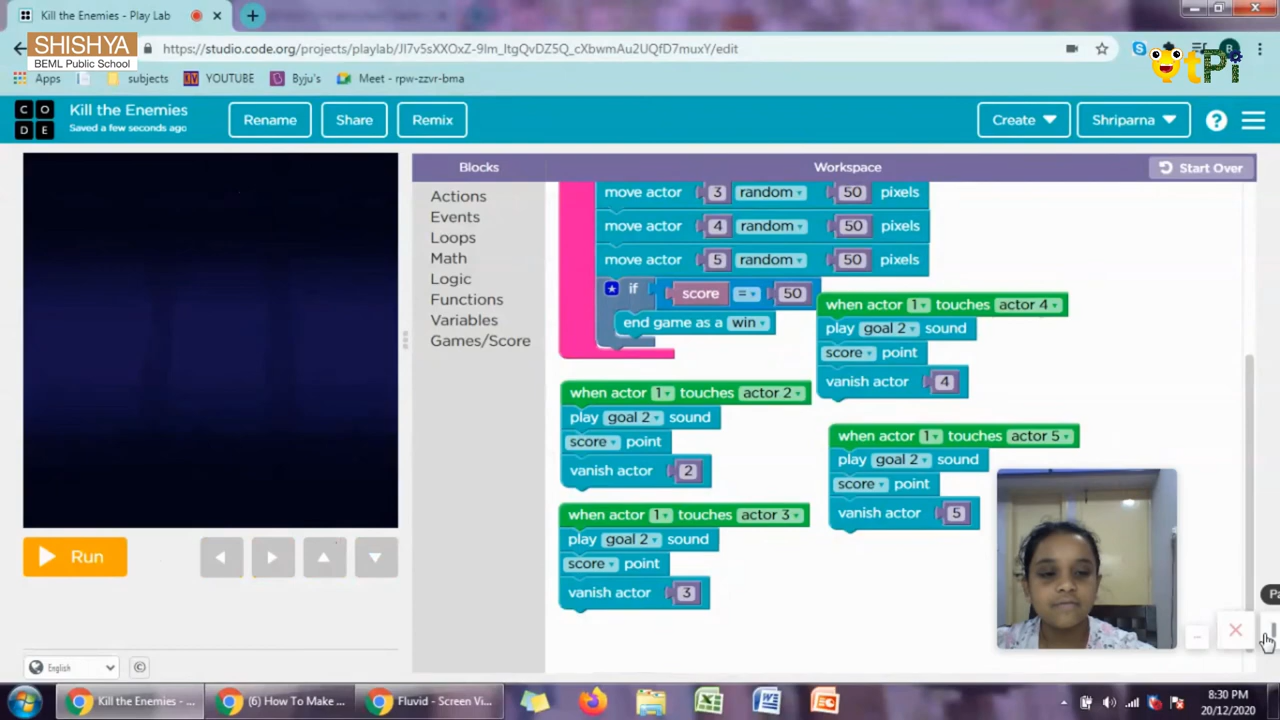 Kill the Enemies - Play Lab
SHISHYA
BEML Public School
https://studio.code.org/projects/playlab/JI7v5sXXOxZ-9lm_ltgQvDZ5Q_cXbwmAu2UQfD7muxY/edit
Apps subjects YOUTUBE Byju's Meet - rpw-zzvr-bma
CODE
Kill the Enemies
Saved a few seconds ago
Rename Share Remix Create Shriparna ?
Blocks Workspace Start Over
Actions
Events
Loops
Math
Logic
Functions
Variables
Games/Score
move actor 3 random 50 pixels
move actor 4 random 50 pixels
move actor 5 random 50 pixels
if score = 50
end game as a win
when actor 1 touches actor 4
play goal 2 sound
score point
vanish actor 4
when actor 1 touches actor 2
play goal 2 sound
score point
vanish actor 2
when actor 1 touches actor 5
play goal 2 sound
score point
vanish actor 5
when actor 1 touches actor 3
play goal 2 sound
score point
vanish actor 3
Run
English ©
Kill the Enemies - ... (6) How To Make ... Fluvid - Screen Vi...
8:30 PM
20/12/2020